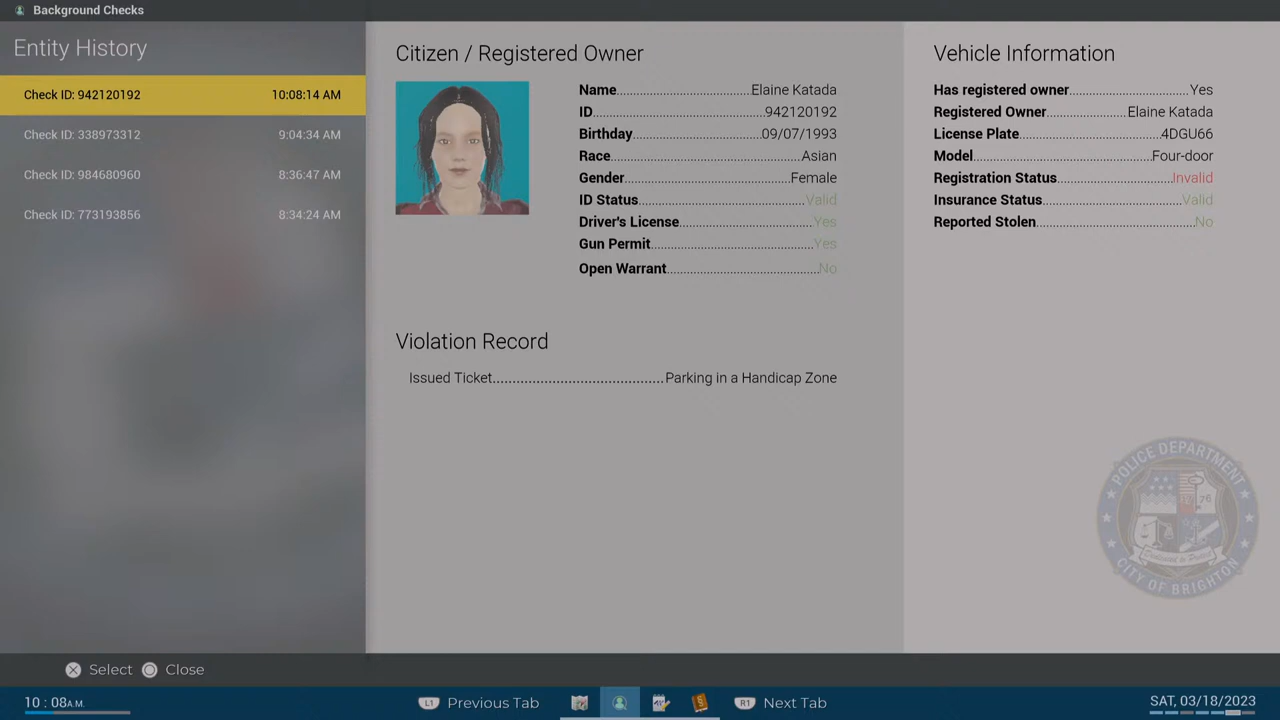 Background Checks
Entity History
Check ID: 942120192 10:08:14 AM
Check ID: 338973312 9:04:34 AM
Check ID: 984680960 8:36:47 AM
Check ID: 773193856 8:34:24 AM
Citizen / Registered Owner
Name Elaine Katada
ID 942120192
Birthday 09/07/1993
Race Asian
Gender Female
ID Status Valid
Driver's License Yes
Gun Permit Yes
Open Warrant No
Violation Record
Issued Ticket Parking in a Handicap Zone
Vehicle Information
Has registered owner Yes
Registered Owner Elaine Katada
License Plate 4DGU66
Model Four-door
Registration Status Invalid
Insurance Status Valid
Reported Stolen No
POLICE DEPARTMENT
17 76
CITY OF BRIGHTON
Select Close
10 : 08 A.M.
L1 Previous Tab
R1 Next Tab
SAT, 03/18/2023